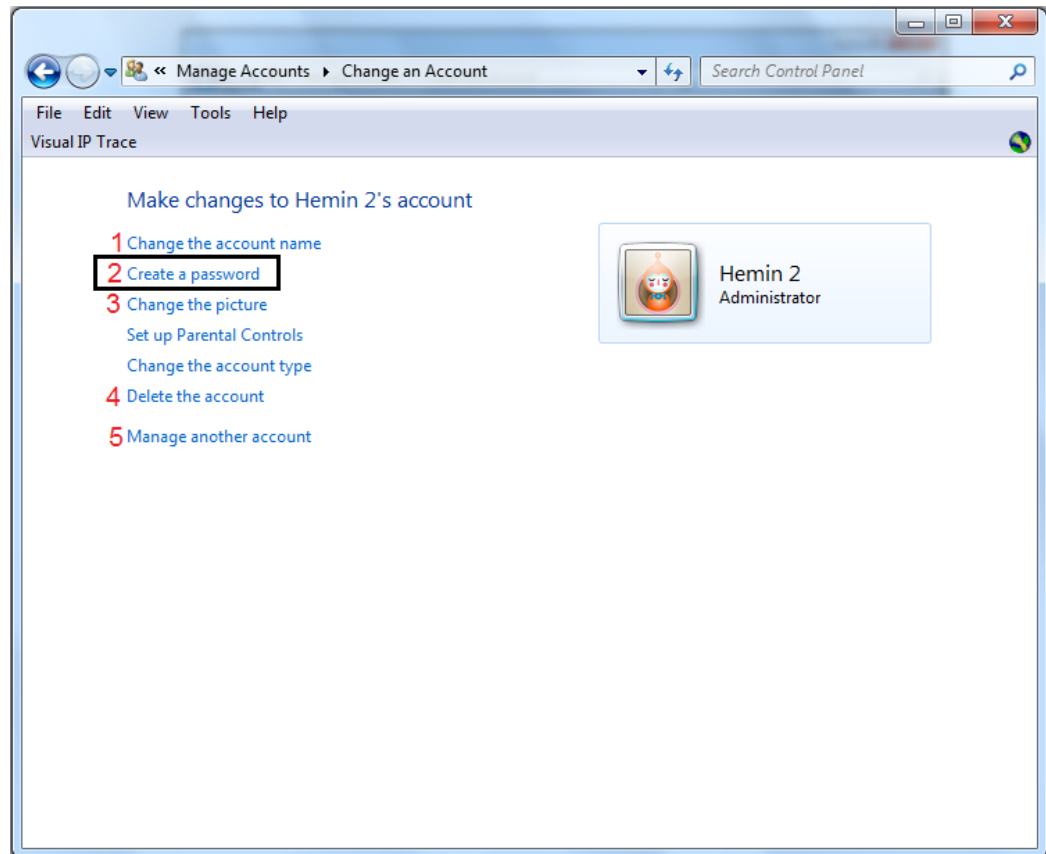 « Manage Accounts ▸ Change an Account
Search Control Panel
File Edit View Tools Help
Visual IP Trace
Make changes to Hemin 2's account
1 Change the account name
2 Create a password
3 Change the picture
Set up Parental Controls
Change the account type
4 Delete the account
5 Manage another account
Hemin 2
Administrator